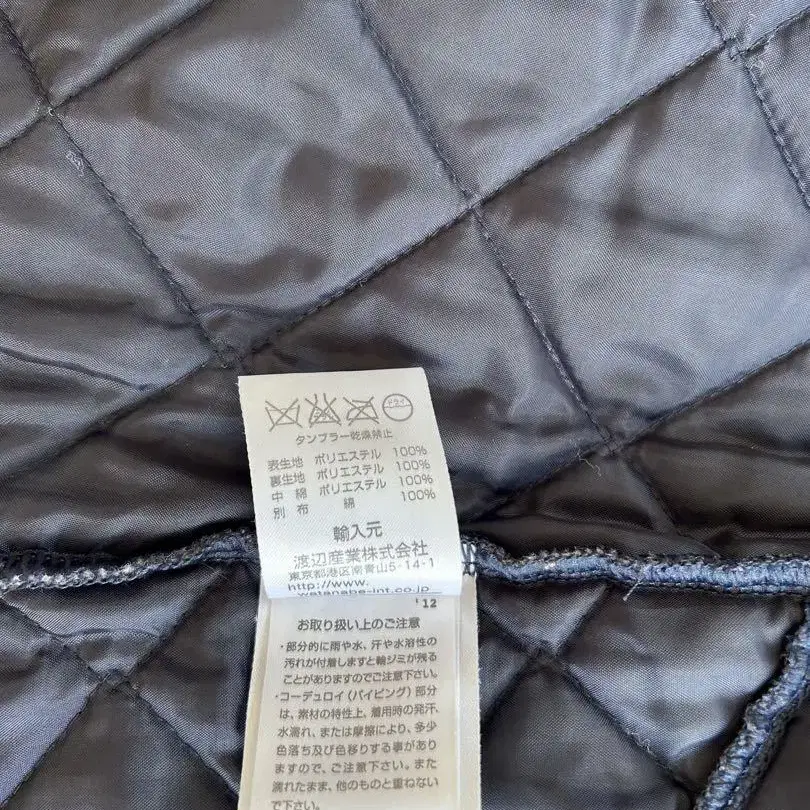 ドライ
タンブラー乾燥禁止
表生地 ポリエステル 100%
裏生地 ポリエステル 100%
中 綿 ポリエステル 100%
別 布 綿 100%
輸入元
渡辺産業株式会社
東京都港区南青山5-14-1
http://www.
watanabe-int.co.jp
'12
お取り扱い上のご注意
・部分的に雨や水、汗や水溶性の
汚れが付着しますと輪ジミが残る
ことがありますのでご注意下さい。
・コーデュロイ(パイピング)部分
は、素材の特性上、着用時の発汗、
水濡れ、または摩擦により、多少
色落ち及び色移りする事があり
ますので、ご注意下さい。また
濡れたまま、他のものと重ねない
で下さい。